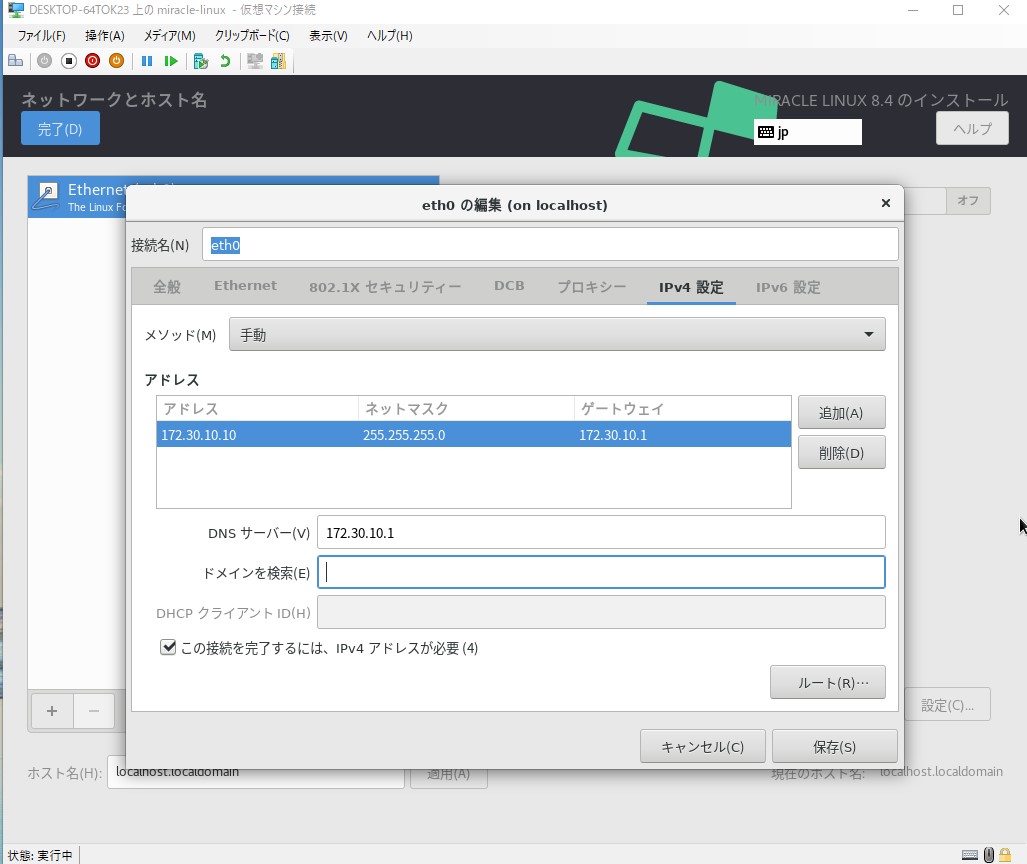 DESKTOP-64TOK23 上の miracle-linux - 仮想マシン接続
ファイル(F) 操作(A) メディア(M) クリップボード(C) 表示(V) ヘルプ(H)
ネットワークとホスト名
MIRACLE LINUX 8.4 のインストール
完了(D)
jp
ヘルプ
Ethernet
The Linux
オフ
eth0 の編集 (on localhost)
接続名(N) eth0
全般 Ethernet 802.1X セキュリティー DCB プロキシー IPv4 設定 IPv6 設定
メソッド(M) 手動
アドレス
アドレス ネットマスク ゲートウェイ
172.30.10.10 255.255.255.0 172.30.10.1
追加(A)
削除(D)
DNS サーバー(V) 172.30.10.1
ドメインを検索(E)
DHCP クライアント ID(H)
この接続を完了するには、IPv4 アドレスが必要 (4)
ルート(R)…
設定(C)...
キャンセル(C) 保存(S)
ホスト名(H): localhost.localdomain 適用(A) 現在のホスト名: localhost.localdomain
状態: 実行中